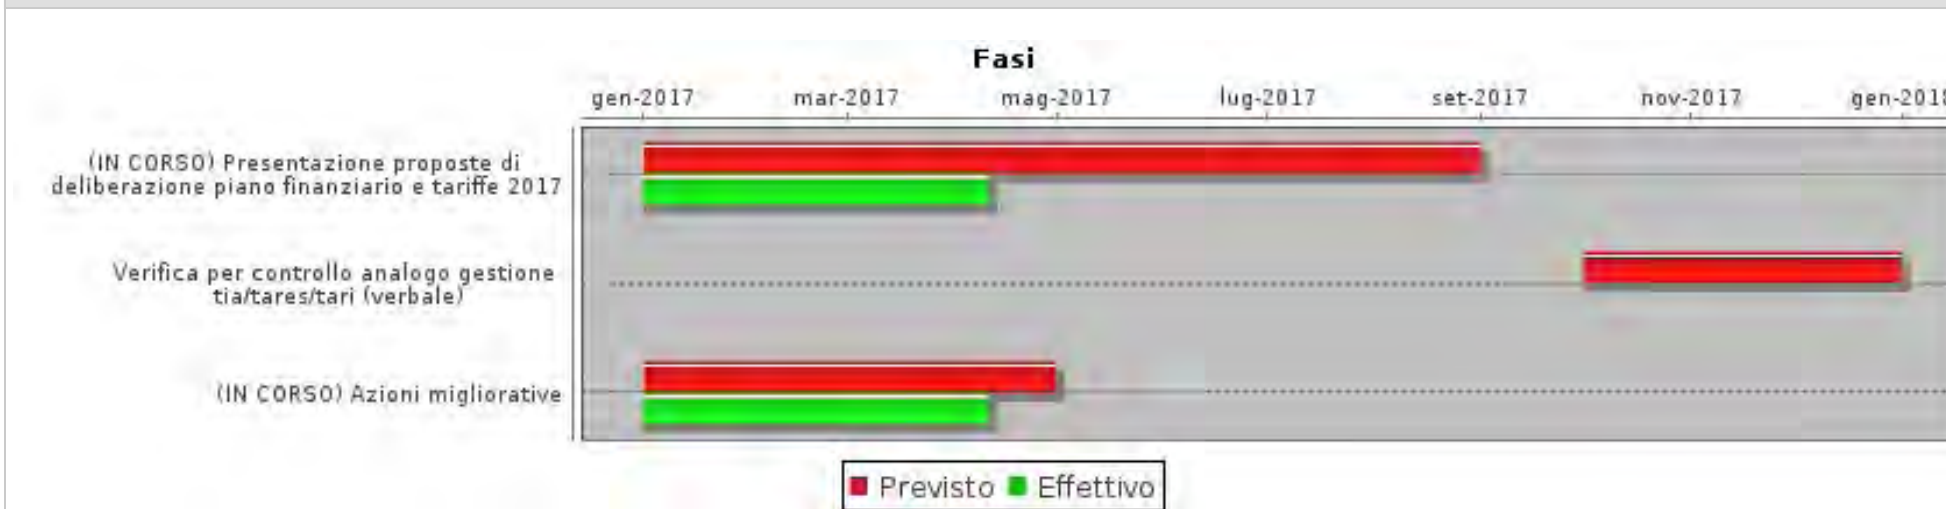 Fasi
gen-2017 mar-2017 mag-2017 lug-2017 set-2017 nov-2017 gen-2018
(IN CORSO) Presentazione proposte di
deliberazione piano finanziario e tariffe 2017
Verifica per controllo analogo gestione
tia/tares/tari (verbale)
(IN CORSO) Azioni migliorative
Previsto Effettivo